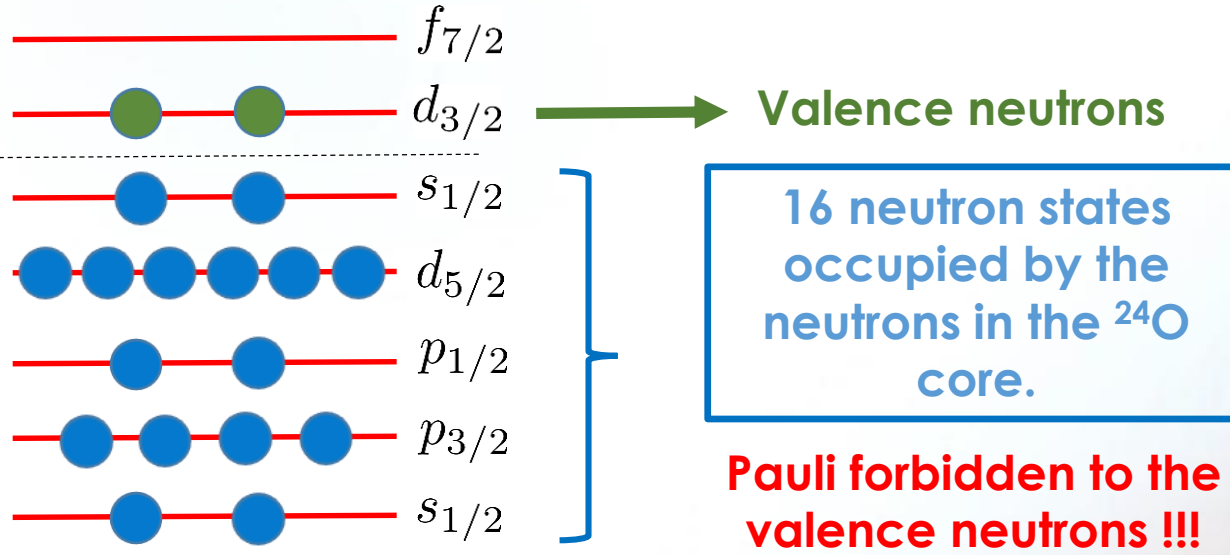 f7/2
d3/2
Valence neutrons
s1/2
16 neutron states
occupied by the
neutrons in the ²⁴O
core.
d5/2
p1/2
p3/2
Pauli forbidden to the
valence neutrons !!!
s1/2